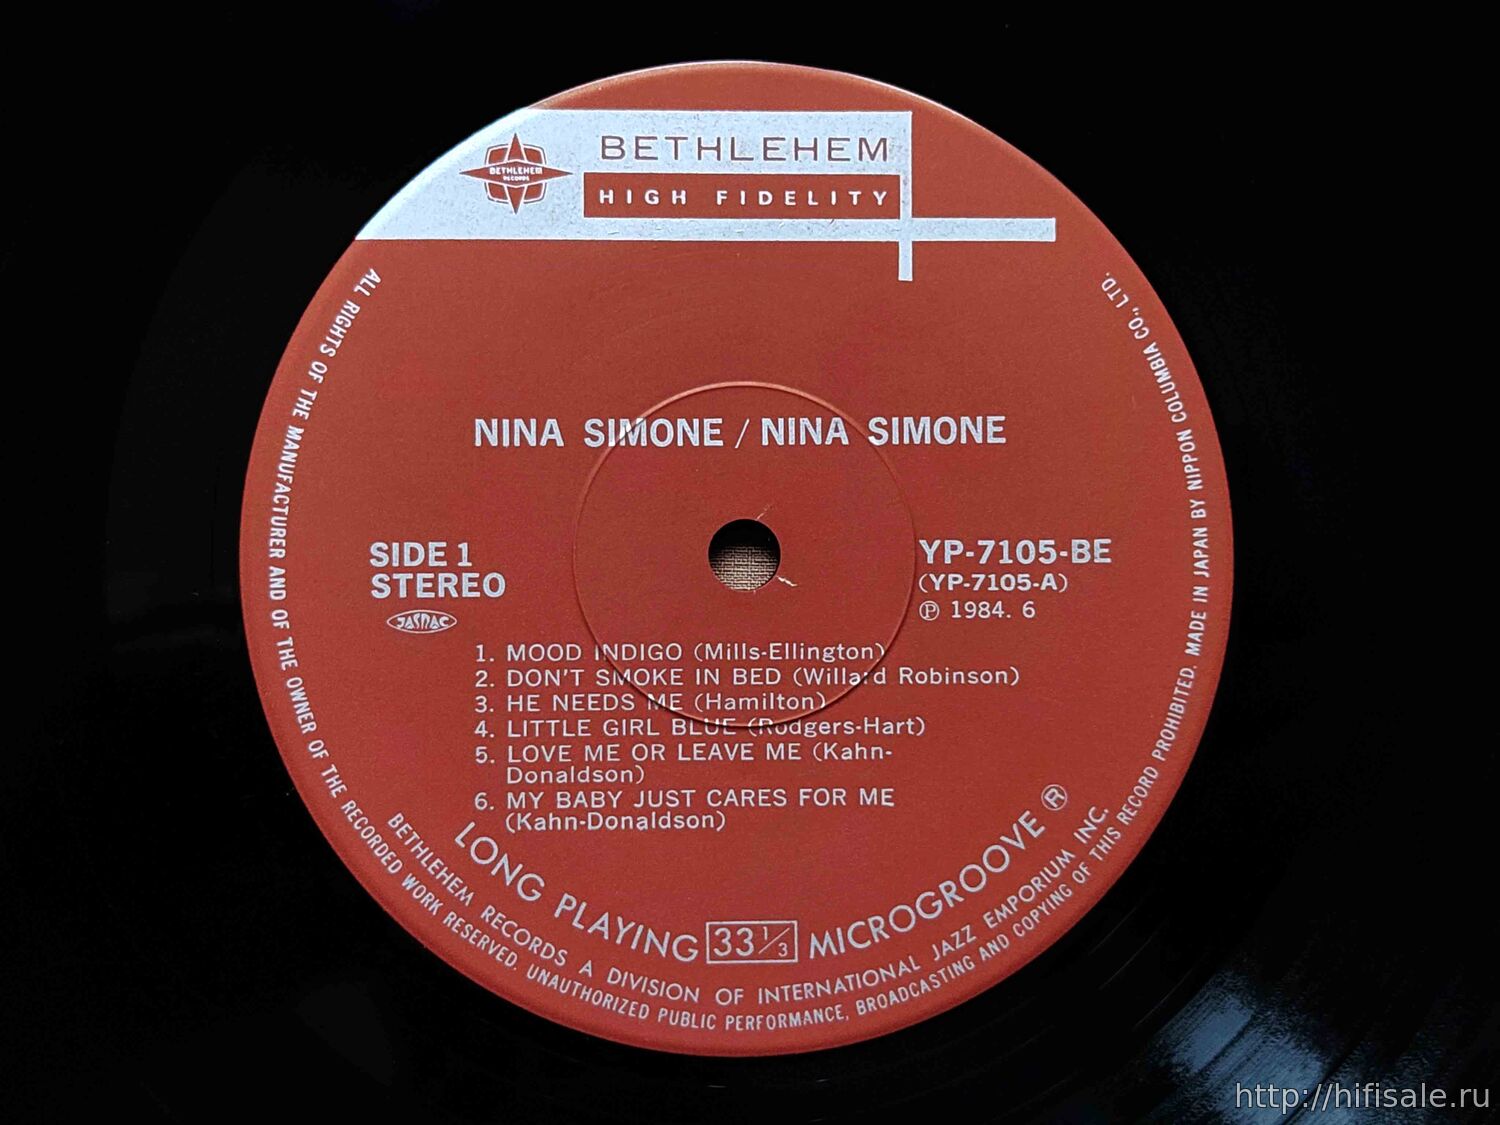 BETHLEHEM
RECORDS
BETHLEHEM
HIGH FIDELITY
NINA SIMONE / NINA SIMONE
SIDE 1
STEREO
JASRAC
YP-7105-BE
(YP-7105-A)
℗ 1984. 6
1. MOOD INDIGO (Mills-Ellington)
2. DON'T SMOKE IN BED (Willard Robinson)
3. HE NEEDS ME (Hamilton)
4. LITTLE GIRL BLUE (Rodgers-Hart)
5. LOVE ME OR LEAVE ME (Kahn-
Donaldson)
6. MY BABY JUST CARES FOR ME
(Kahn-Donaldson)
LONG PLAYING 33 1/3 MICROGROOVE ®
BETHLEHEM RECORDS A DIVISION OF INTERNATIONAL JAZZ EMPORIUM INC.
ALL RIGHTS OF THE MANUFACTURER AND OF THE OWNER OF THE RECORDED WORK RESERVED. UNAUTHORIZED PUBLIC PERFORMANCE, BROADCASTING AND COPYING OF THIS RECORD PROHIBITED. MADE IN JAPAN BY NIPPON COLUMBIA CO., LTD.
http://hifisale.ru